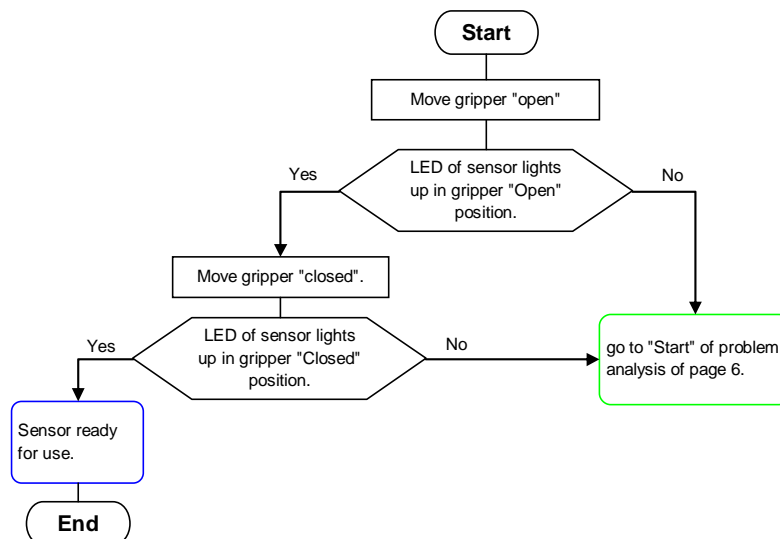 Start
Move gripper "open"
LED of sensor lights
up in gripper "Open"
position.
Yes
No
Move gripper "closed".
LED of sensor lights
up in gripper "Closed"
position.
Yes
No
go to "Start" of problem
analysis of page 6.
Sensor ready
for use.
End